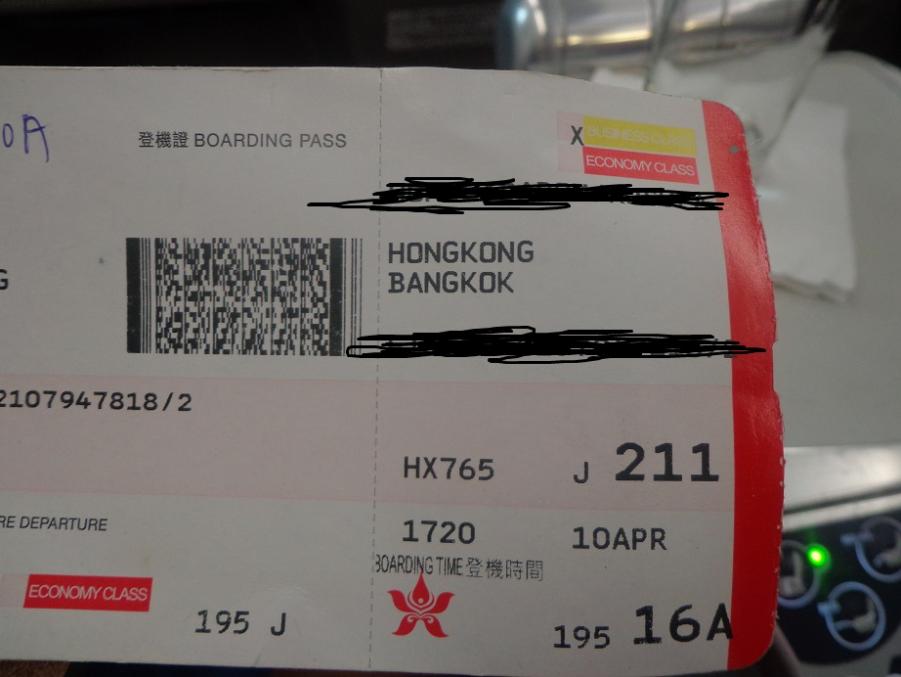 0A
登機證 BOARDING PASS
X BUSINESS CLASS
ECONOMY CLASS
HONGKONG
BANGKOK
G
2107947818/2
HX765 J 211
RE DEPARTURE
1720 10APR
BOARDING TIME 登機時間
ECONOMY CLASS
195 J
195 16A